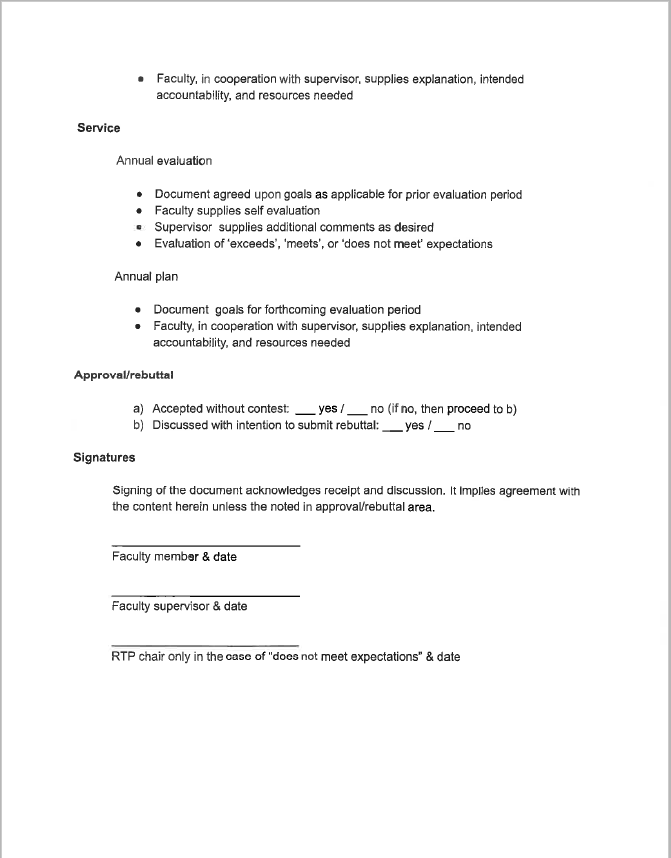 • Faculty, in cooperation with supervisor, supplies explanation, intended
accountability, and resources needed
Service
Annual evaluation
• Document agreed upon goals as applicable for prior evaluation period
• Faculty supplies self evaluation
• Supervisor supplies additional comments as desired
• Evaluation of 'exceeds', 'meets', or 'does not meet' expectations
Annual plan
• Document goals for forthcoming evaluation period
• Faculty, in cooperation with supervisor, supplies explanation, intended
accountability, and resources needed
Approval/rebuttal
a) Accepted without contest: ___ yes / ___ no (if no, then proceed to b)
b) Discussed with intention to submit rebuttal: ___ yes / ___ no
Signatures
Signing of the document acknowledges receipt and discussion. It implies agreement with
the content herein unless the noted in approval/rebuttal area.
Faculty member & date
Faculty supervisor & date
RTP chair only in the case of "does not meet expectations" & date